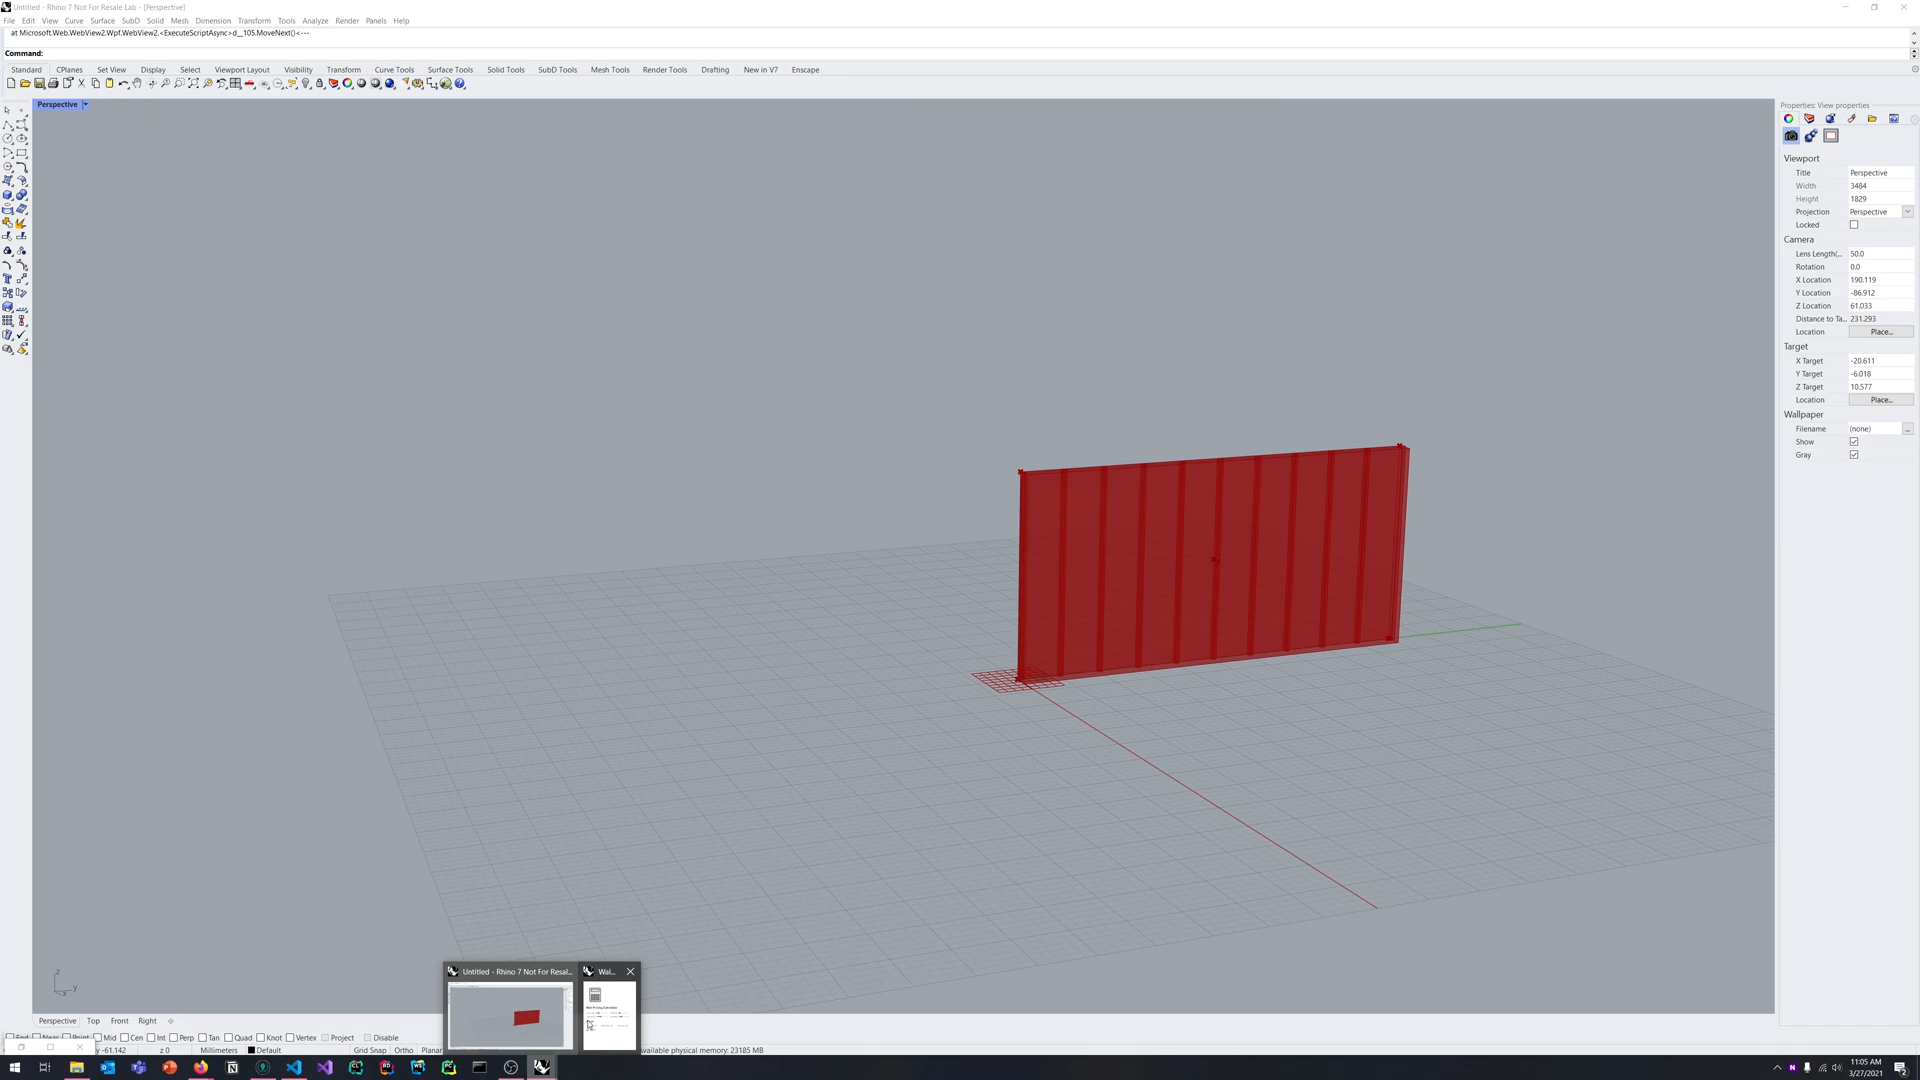 Untitled - Rhino 7 Not For Resale Lab - [Perspective]
File Edit View Curve Surface SubD Solid Mesh Dimension Transform Tools Analyze Render Panels Help
at Microsoft.Web.WebView2.Wpf.WebView2.<ExecuteScriptAsync>d__105.MoveNext()<---
Command:
Standard CPlanes Set View Display Select Viewport Layout Visibility Transform Curve Tools Surface Tools Solid Tools SubD Tools Mesh Tools Render Tools Drafting New in V7 Enscape
Perspective
Properties: View properties
Viewport
Title Perspective
Width 3484
Height 1829
Projection Perspective
Locked
Camera
Lens Length(...  50.0
Rotation 0.0
X Location 190.119
Y Location -86.912
Z Location 61.033
Distance to Ta... 231.293
Location Place...
Target
X Target -20.611
Y Target -6.018
Z Target 10.577
Location Place...
Wallpaper
Filename (none) ...
Show
Gray
z
x y
Untitled - Rhino 7 Not For Resal... Wal...
Perspective Top Front Right
Mid Cen Int Perp Tan Quad Knot Vertex Project Disable
y -61.142 z 0 Millimeters Default Grid Snap Ortho Planar available physical memory: 23185 MB
11:05 AM
3/27/2021